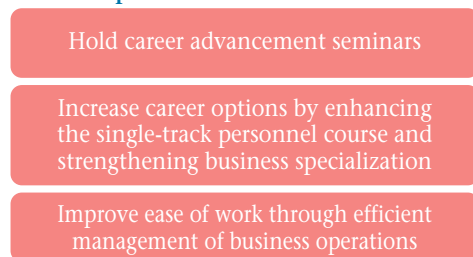 Hold career advancement seminars
Increase career options by enhancing
the single-track personnel course and
strengthening business specialization
Improve ease of work through efficient
management of business operations